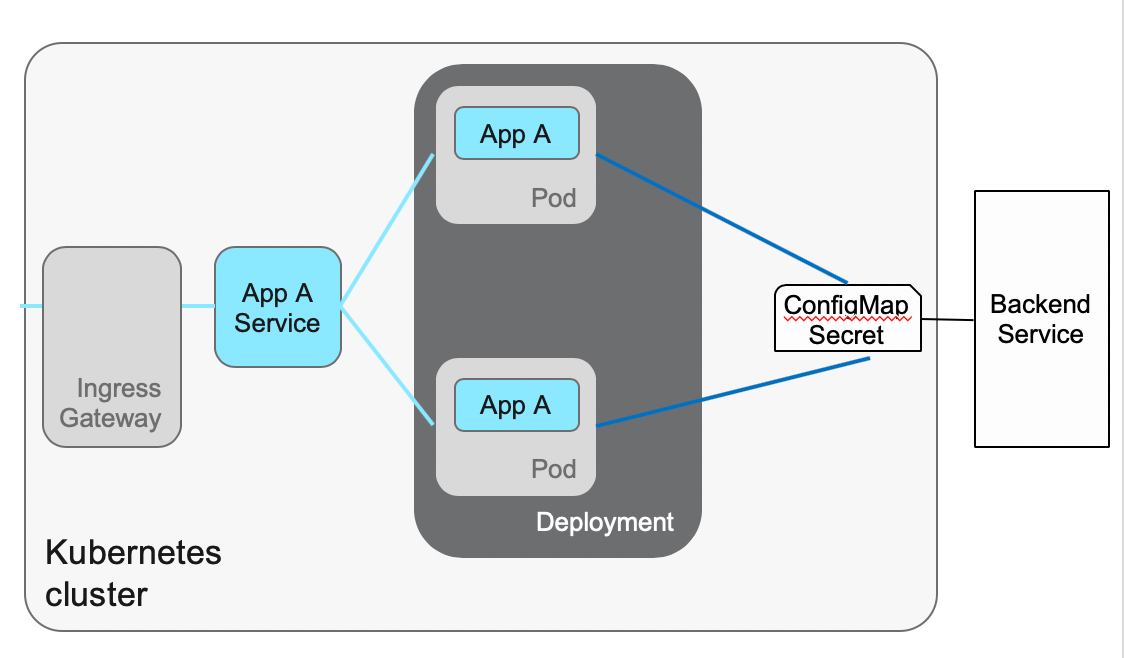 App A
Pod
App A
Service
Ingress
Gateway
ConfigMap
Secret
Backend
Service
App A
Pod
Deployment
Kubernetes
cluster